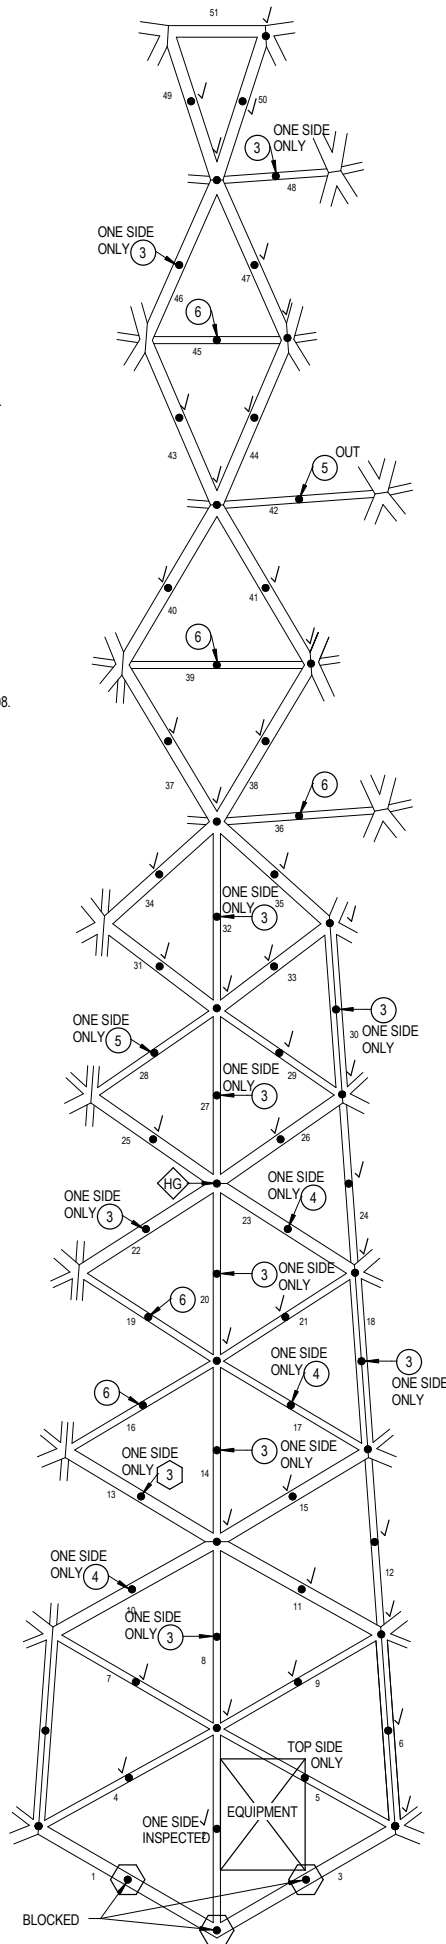 51
49
50
ONE SIDE
ONLY
3
48
ONE SIDE
ONLY
3
47
46
6
45
43
44
OUT
5
42
40
41
6
39
08.
37
38
6
36
34
35
ONE SIDE
ONLY
3
32
31
33
3
30
ONE SIDE
ONLY
ONE SIDE
ONLY
5
28
29
ONE SIDE
ONLY
3
27
25
26
HG
ONE SIDE
ONLY
3
22
ONE SIDE
ONLY
4
23
24
3
ONE SIDE
ONLY
20
6
19
21
18
3
ONE SIDE
ONLY
6
16
ONE SIDE
ONLY
4
17
3
ONE SIDE
ONLY
14
ONE SIDE
ONLY
3
13
15
12
ONE SIDE
ONLY
4
10
11
ONE SIDE
ONLY
3
8
7
9
6
TOP SIDE
ONLY
4
5
EQUIPMENT
ONE SIDE
INSPECTED
1
3
BLOCKED